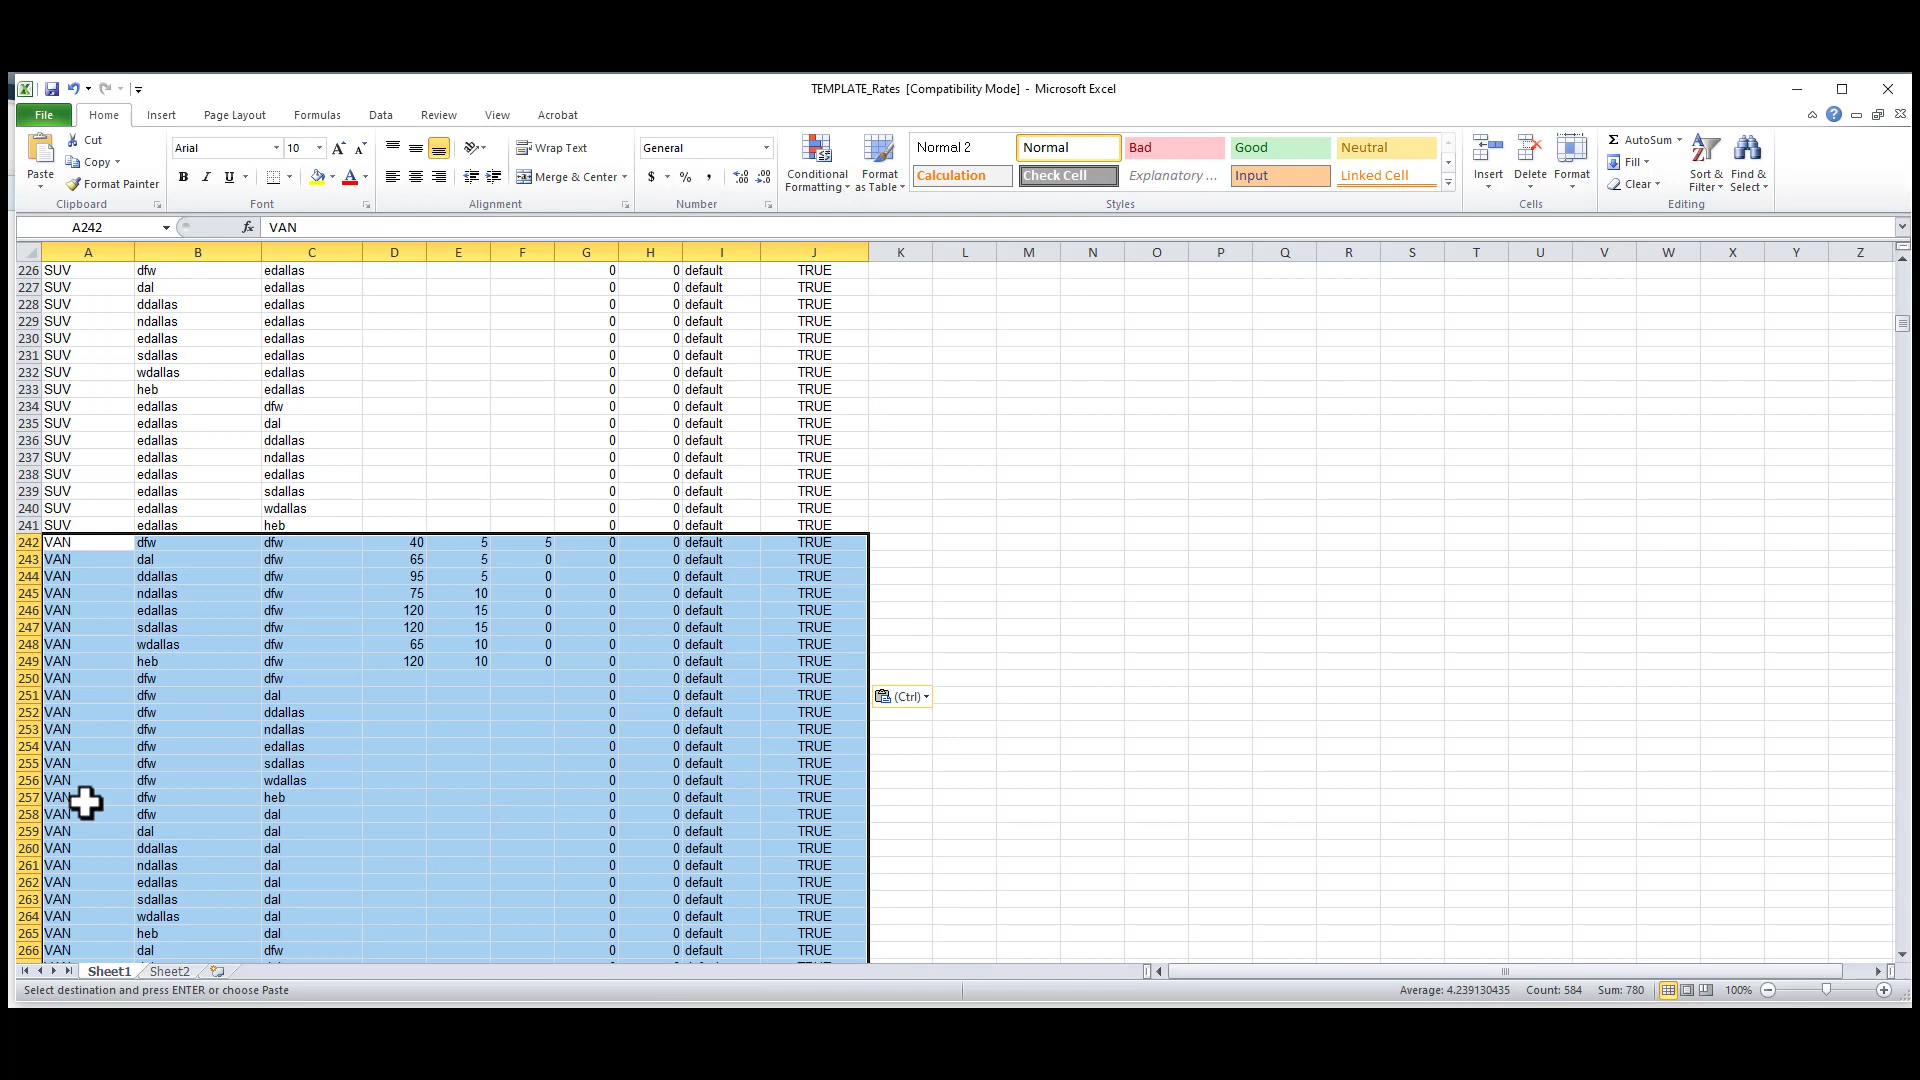 TEMPLATE_Rates [Compatibility Mode] - Microsoft Excel
File Home Insert Page Layout Formulas Data Review View Acrobat
Paste Cut Copy Format Painter Clipboard
Arial 10 B I U Font
Wrap Text Merge & Center Alignment
General $ % , Number
Conditional Formatting Format as Table
Normal 2 Normal Bad Good Neutral
Calculation Check Cell Explanatory ... Input Linked Cell
Styles
Insert Delete Format Cells
AutoSum Fill Clear Sort & Filter Find & Select Editing
A242 fx VAN
A B C D E F G H I J K L M N O P Q R S T U V W X Y Z
226 SUV dfw edallas 0 0 default TRUE
227 SUV dal edallas 0 0 default TRUE
228 SUV ddallas edallas 0 0 default TRUE
229 SUV ndallas edallas 0 0 default TRUE
230 SUV edallas edallas 0 0 default TRUE
231 SUV sdallas edallas 0 0 default TRUE
232 SUV wdallas edallas 0 0 default TRUE
233 SUV heb edallas 0 0 default TRUE
234 SUV edallas dfw 0 0 default TRUE
235 SUV edallas dal 0 0 default TRUE
236 SUV edallas ddallas 0 0 default TRUE
237 SUV edallas ndallas 0 0 default TRUE
238 SUV edallas edallas 0 0 default TRUE
239 SUV edallas sdallas 0 0 default TRUE
240 SUV edallas wdallas 0 0 default TRUE
241 SUV edallas heb 0 0 default TRUE
242 VAN dfw dfw 40 5 5 0 0 default TRUE
243 VAN dal dfw 65 5 0 0 0 default TRUE
244 VAN ddallas dfw 95 5 0 0 0 default TRUE
245 VAN ndallas dfw 75 10 0 0 0 default TRUE
246 VAN edallas dfw 120 15 0 0 0 default TRUE
247 VAN sdallas dfw 120 15 0 0 0 default TRUE
248 VAN wdallas dfw 65 10 0 0 0 default TRUE
249 VAN heb dfw 120 10 0 0 0 default TRUE
250 VAN dfw dfw 0 0 default TRUE
251 VAN dfw dal 0 0 default TRUE (Ctrl)
252 VAN dfw ddallas 0 0 default TRUE
253 VAN dfw ndallas 0 0 default TRUE
254 VAN dfw edallas 0 0 default TRUE
255 VAN dfw sdallas 0 0 default TRUE
256 VAN dfw wdallas 0 0 default TRUE
257 VAN dfw heb 0 0 default TRUE
258 VAN dfw dal 0 0 default TRUE
259 VAN dal dal 0 0 default TRUE
260 VAN ddallas dal 0 0 default TRUE
261 VAN ndallas dal 0 0 default TRUE
262 VAN edallas dal 0 0 default TRUE
263 VAN sdallas dal 0 0 default TRUE
264 VAN wdallas dal 0 0 default TRUE
265 VAN heb dal 0 0 default TRUE
266 VAN dal dfw 0 0 default TRUE
Sheet1 Sheet2
Select destination and press ENTER or choose Paste Average: 4.239130435 Count: 584 Sum: 780 100%